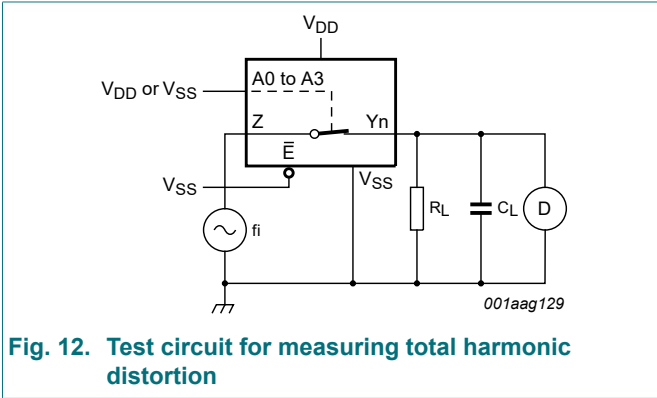 VDD
VDD or VSS
A0 to A3
Z
Yn
E̅
VSS
VSS
fi
RL
CL
D
001aag129
Fig. 12. Test circuit for measuring total harmonic
distortion